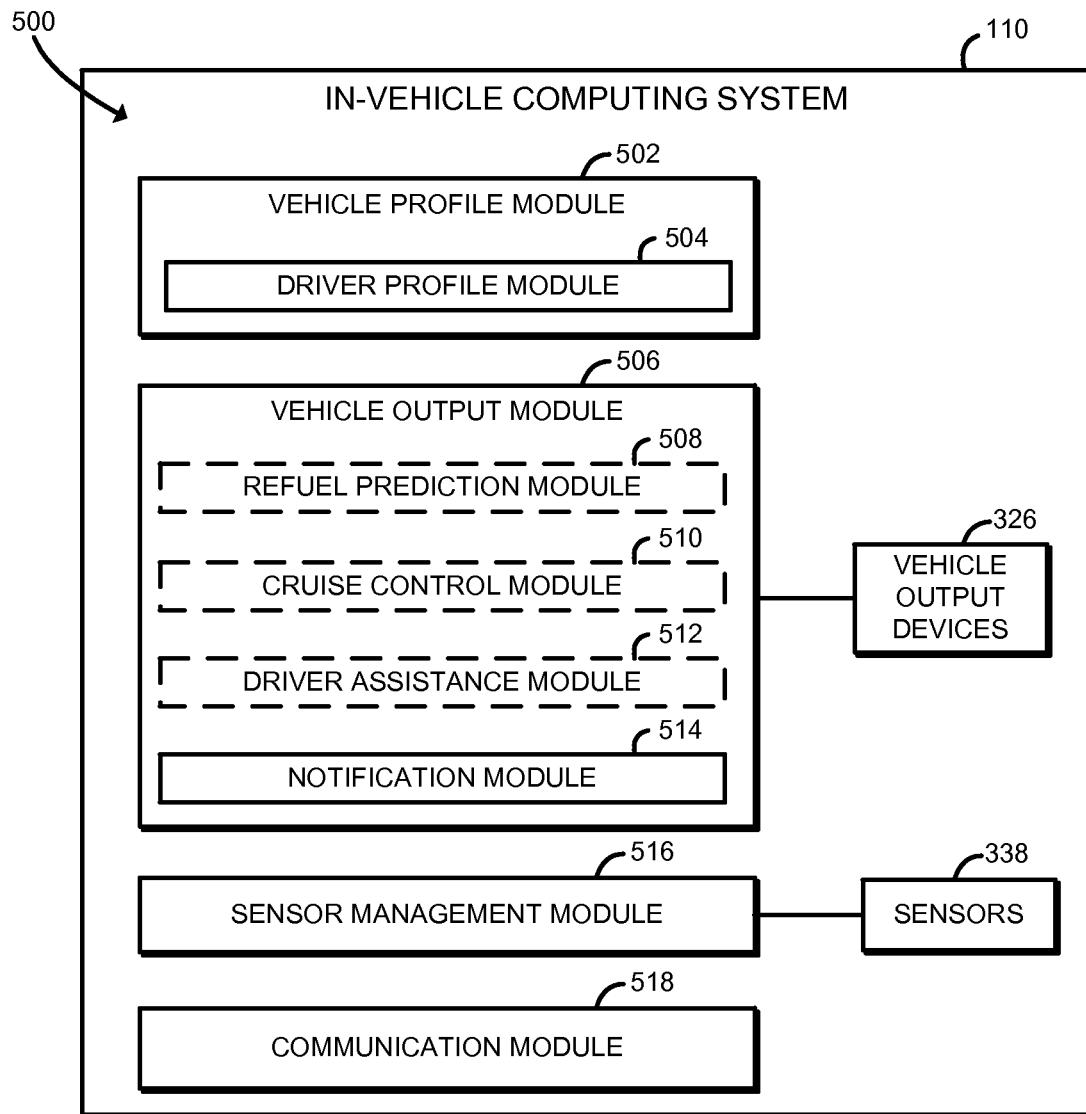 500
110
IN-VEHICLE COMPUTING SYSTEM
502
VEHICLE PROFILE MODULE
504
DRIVER PROFILE MODULE
506
VEHICLE OUTPUT MODULE
508
REFUEL PREDICTION MODULE
510
CRUISE CONTROL MODULE
512
DRIVER ASSISTANCE MODULE
514
NOTIFICATION MODULE
326
VEHICLE
OUTPUT
DEVICES
516
SENSOR MANAGEMENT MODULE
338
SENSORS
518
COMMUNICATION MODULE